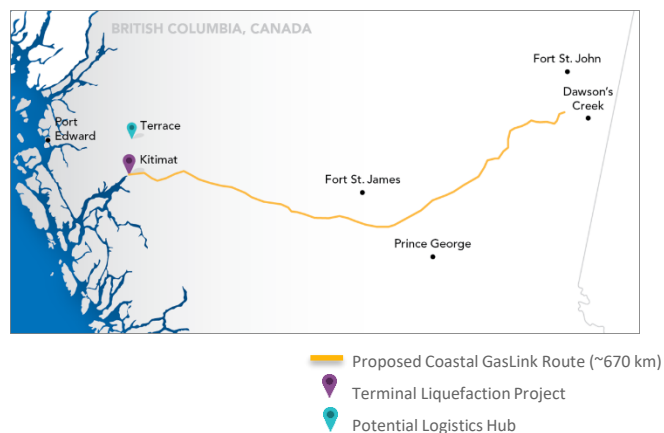 BRITISH COLUMBIA, CANADA
Fort St. John
Dawson's
Creek
Port
Edward
Terrace
Kitimat
Fort St. James
Prince George
Proposed Coastal GasLink Route (~670 km)
Terminal Liquefaction Project
Potential Logistics Hub